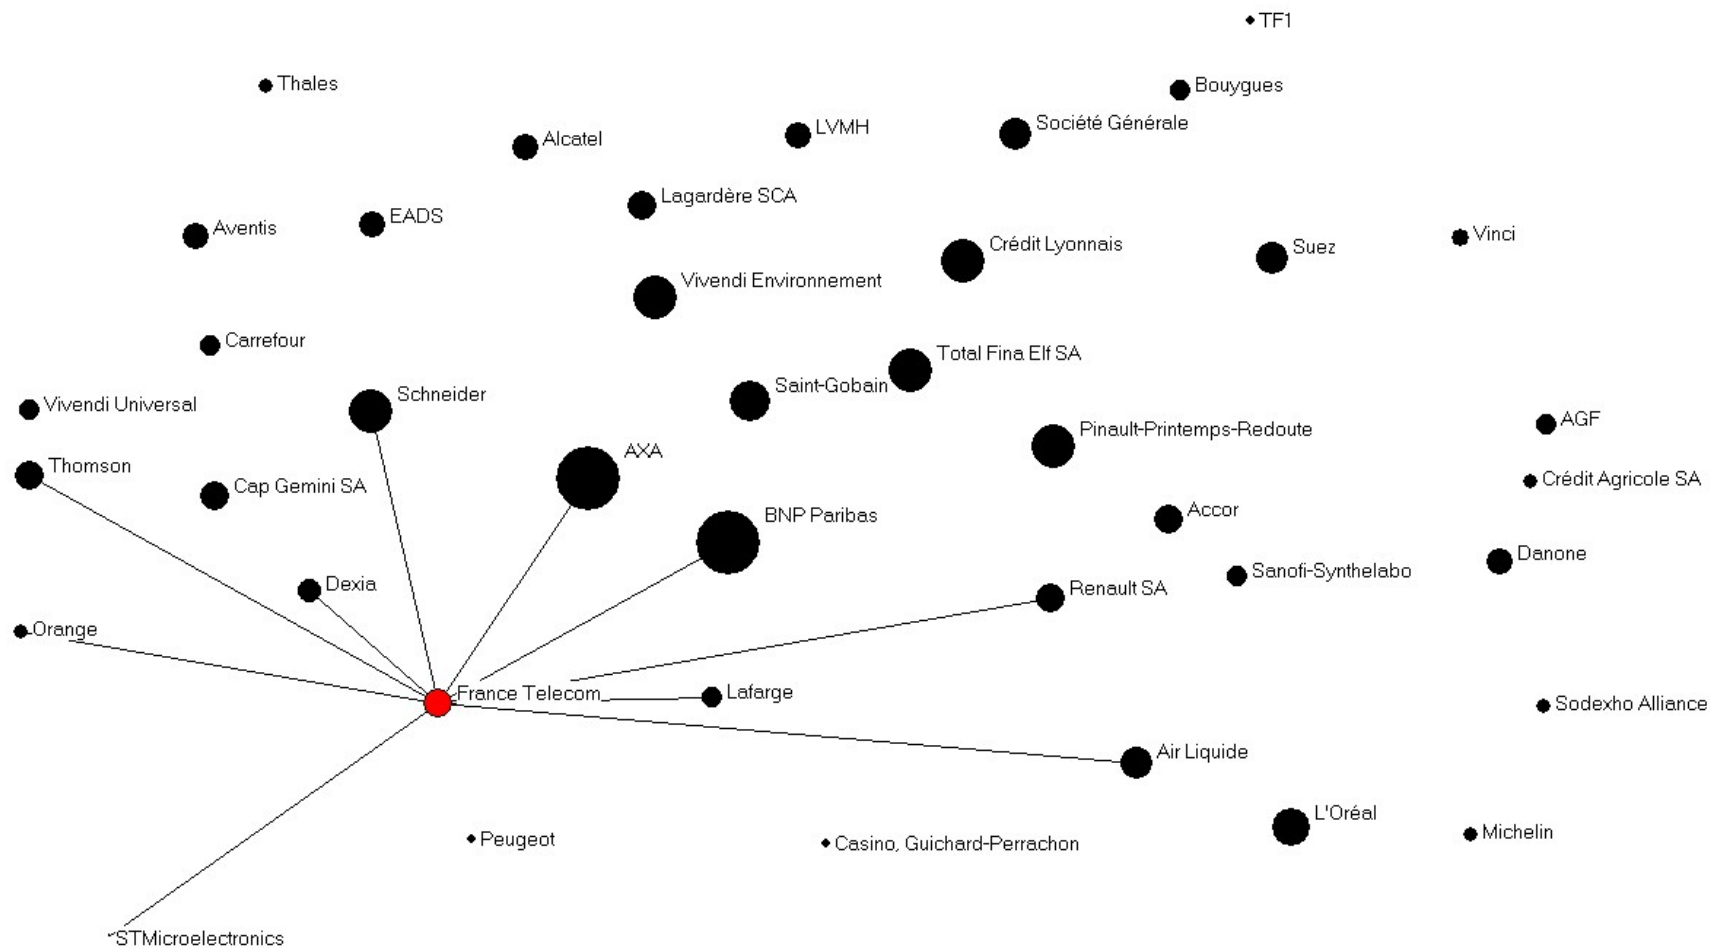 TF1
Thales
Bouygues
Société Générale
LVMH
Alcatel
Lagardère SCA
EADS
Aventis
Vinci
Crédit Lyonnais
Suez
Vivendi Environnement
Carrefour
Total Fina Elf SA
Saint-Gobain
Schneider
Vivendi Universal
AGF
Pinault-Printemps-Redoute
AXA
Thomson
Crédit Agricole SA
Cap Gemini SA
Accor
BNP Paribas
Danone
Sanofi-Synthelabo
Dexia
Renault SA
Orange
France Telecom
Lafarge
Sodexho Alliance
Air Liquide
L'Oréal
Michelin
Peugeot
Casino, Guichard-Perrachon
STMicroelectronics